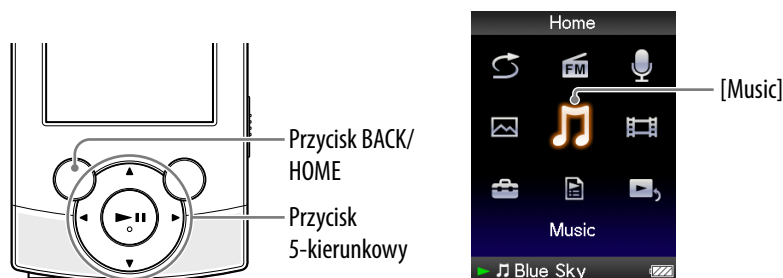 Przycisk BACK/
HOME
Przycisk
5-kierunkowy
Home
FM
[Music]
Music
Blue Sky